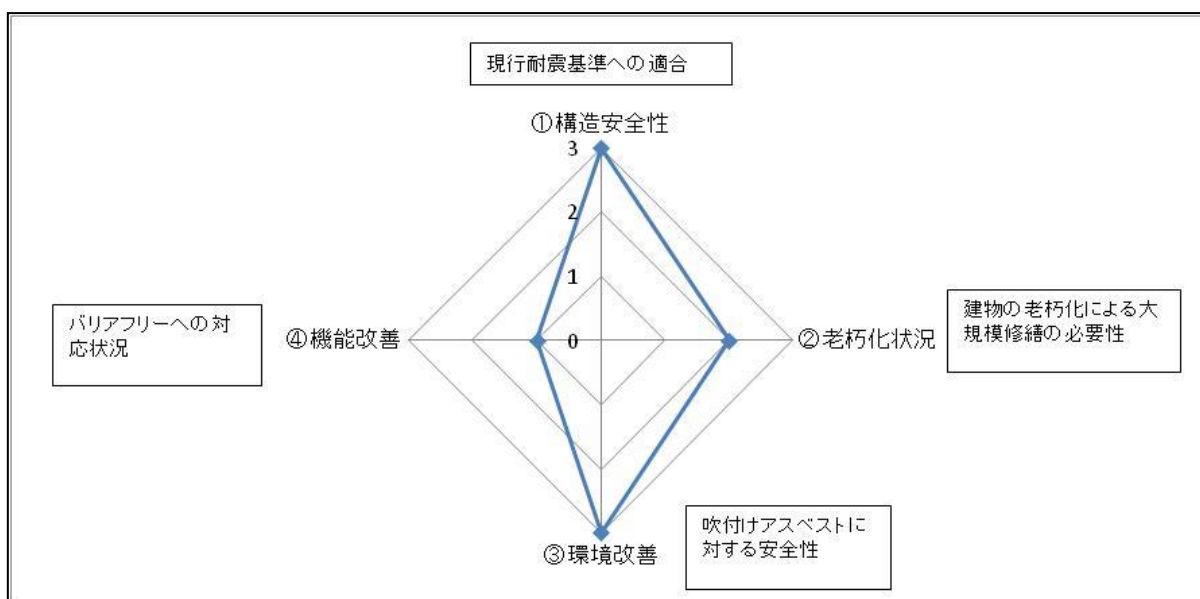 現行耐震基準への適合
①構造安全性
3
2
1
0
バリアフリーへの対
応状況
④機能改善
②老朽化状況
建物の老朽化による大
規模修繕の必要性
③環境改善
吹付けアスベストに
対する安全性